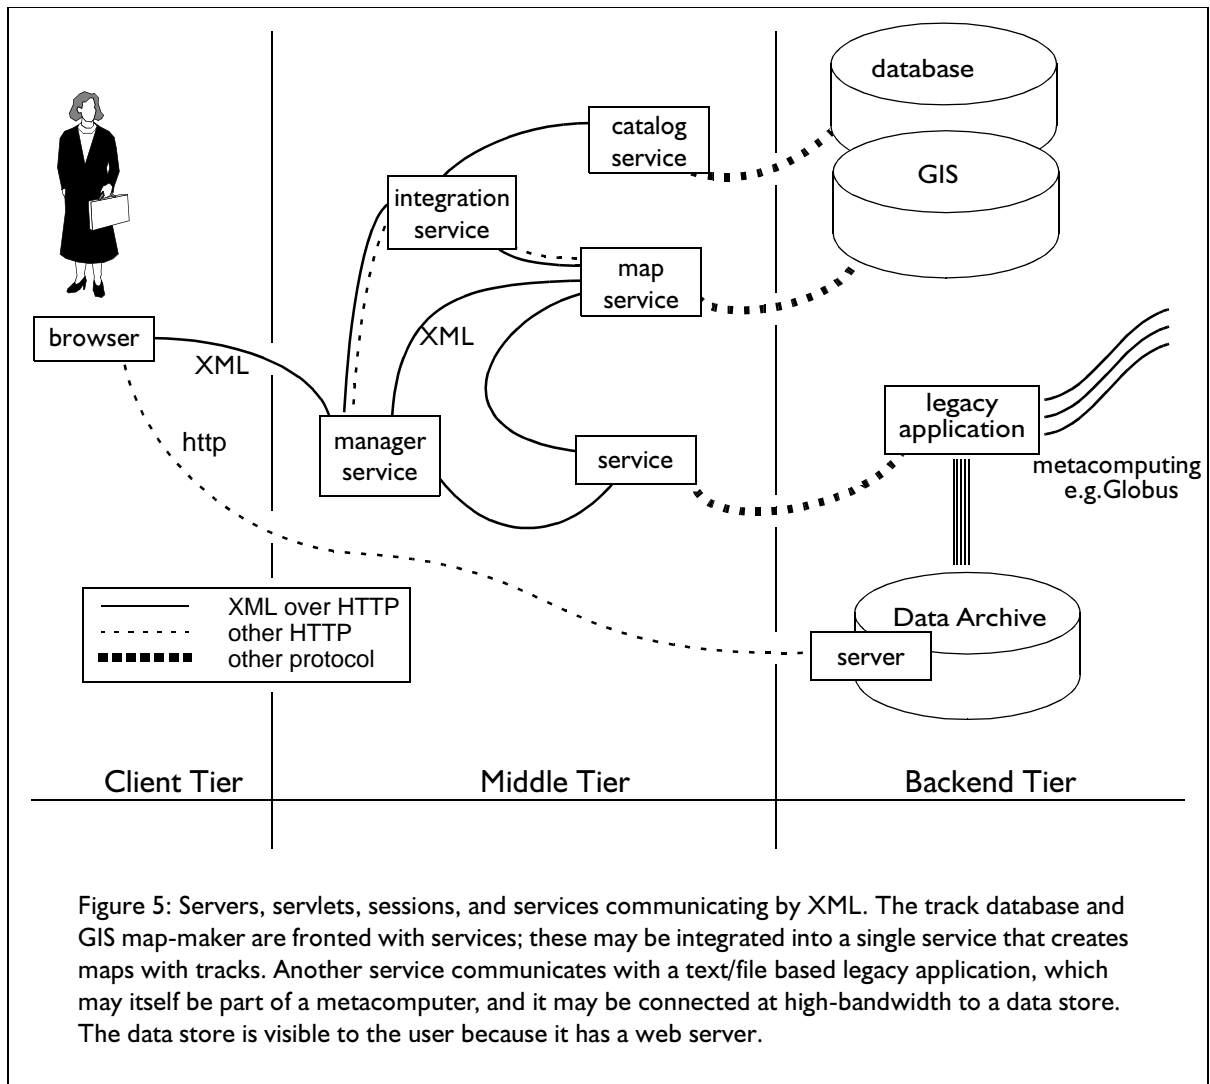 database
catalog
service
GIS
integration
service
map
service
browser
XML
XML
legacy
application
http
manager
service
service
metacomputing
e.g.Globus
XML over HTTP
other HTTP
other protocol
Data Archive
server
Client Tier
Middle Tier
Backend Tier
Figure 5: Servers, servlets, sessions, and services communicating by XML. The track database and
GIS map-maker are fronted with services; these may be integrated into a single service that creates
maps with tracks. Another service communicates with a text/file based legacy application, which
may itself be part of a metacomputer, and it may be connected at high-bandwidth to a data store.
The data store is visible to the user because it has a web server.